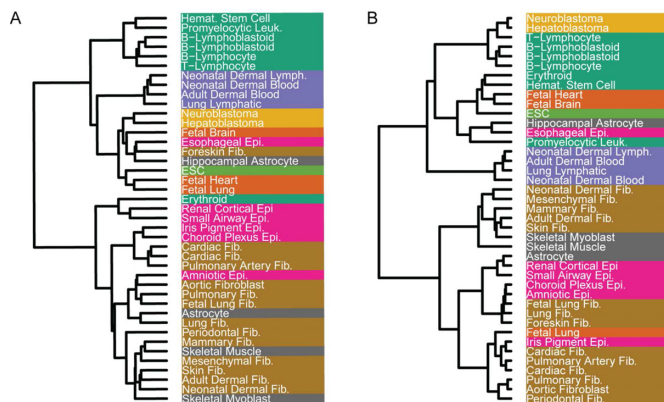 A
Hemat. Stem Cell
Promyelocytic Leuk.
B-Lymphoblastoid
B-Lymphoblastoid
B-Lymphocyte
T-Lymphocyte
Neonatal Dermal Lymph.
Neonatal Dermal Blood
Adult Dermal Blood
Lung Lymphatic
Neuroblastoma
Hepatoblastoma
Fetal Brain
Esophageal Epi.
Foreskin Fib.
Hippocampal Astrocyte
ESC
Fetal Heart
Fetal Lung
Erythroid
Renal Cortical Epi
Small Airway Epi.
Iris Pigment Epi.
Choroid Plexus Epi.
Cardiac Fib.
Cardiac Fib.
Pulmonary Artery Fib.
Amniotic Epi.
Aortic Fibroblast
Pulmonary Fib.
Fetal Lung Fib.
Astrocyte
Lung Fib.
Periodontal Fib.
Mammary Fib.
Skeletal Muscle
Mesenchymal Fib.
Skin Fib.
Adult Dermal Fib.
Neonatal Dermal Fib.
Skeletal Myoblast
B
Neuroblastoma
Hepatoblastoma
T-Lymphocyte
B-Lymphoblastoid
B-Lymphoblastoid
B-Lymphocyte
Erythroid
Hemat. Stem Cell
Fetal Heart
Fetal Brain
ESC
Hippocampal Astrocyte
Esophageal Epi.
Promyelocytic Leuk.
Neonatal Dermal Lymph.
Adult Dermal Blood
Lung Lymphatic
Neonatal Dermal Blood
Neonatal Dermal Fib.
Mesenchymal Fib.
Mammary Fib.
Adult Dermal Fib.
Skin Fib.
Skeletal Myoblast
Skeletal Muscle
Astrocyte
Renal Cortical Epi
Small Airway Epi.
Choroid Plexus Epi.
Amniotic Epi.
Fetal Lung Fib.
Lung Fib.
Foreskin Fib.
Fetal Lung
Iris Pigment Epi.
Cardiac Fib.
Pulmonary Artery Fib.
Cardiac Fib.
Pulmonary Fib.
Aortic Fibroblast
Periodontal Fib.